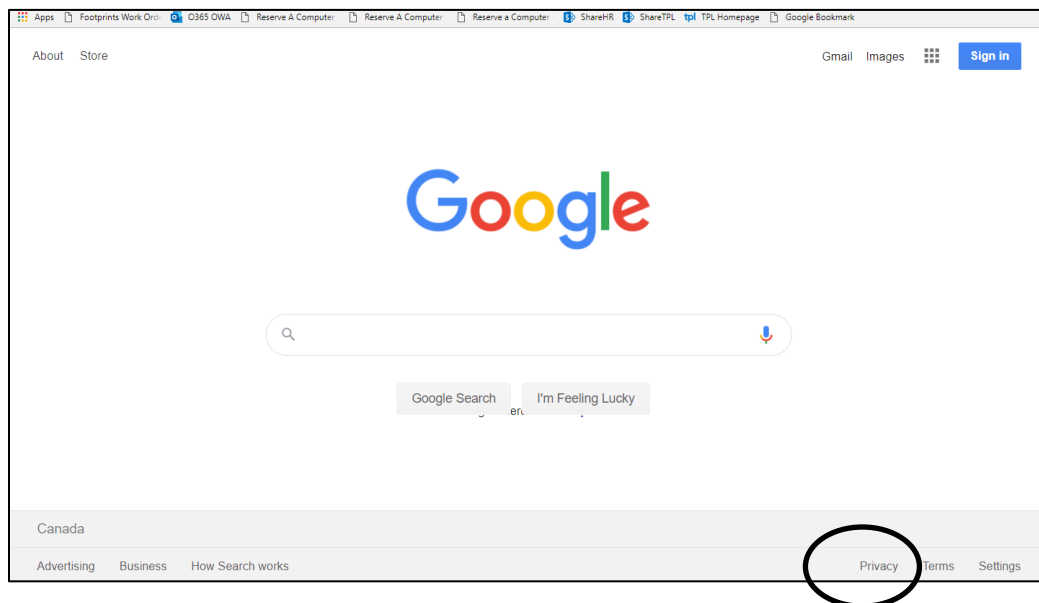 Apps Footprints Work Ord O365 OWA Reserve A Computer Reserve A Computer Reserve a Computer ShareHR ShareTPL tpl TPL Homepage Google Bookmark
About Store Gmail Images Sign in
Google
Google Search I'm Feeling Lucky
Canada
Advertising Business How Search works Privacy Terms Settings